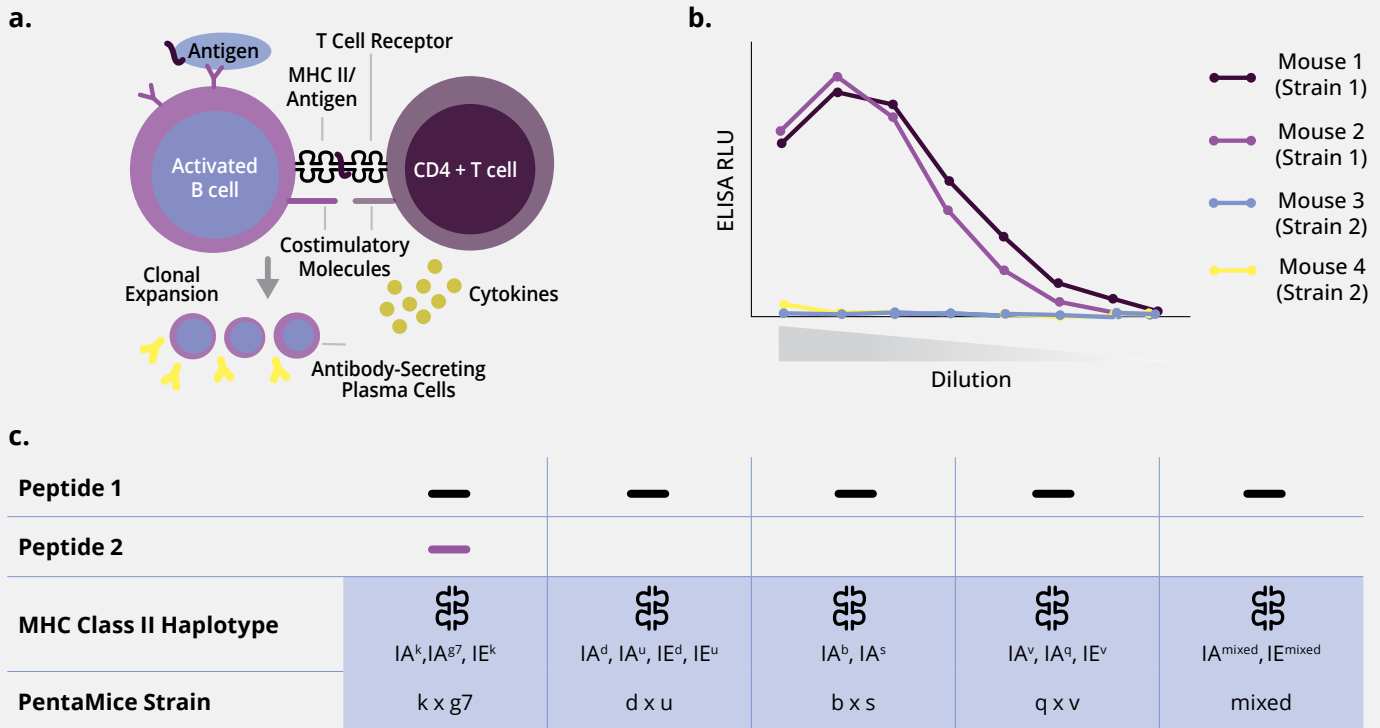 a.
Antigen
T Cell Receptor
MHC II/
Antigen
Activated
B cell
CD4 + T cell
Costimulatory
Molecules
Clonal
Expansion
Cytokines
Antibody-Secreting
Plasma Cells
b.
ELISA RLU
Dilution
Mouse 1
(Strain 1)
Mouse 2
(Strain 1)
Mouse 3
(Strain 2)
Mouse 4
(Strain 2)
c.
Peptide 1
Peptide 2
MHC Class II Haplotype
IAᵏ,IAᵍ⁷, IEᵏ
IAᵈ, IAᵘ, IEᵈ, IEᵘ
IAᵇ, IAˢ
IAᵛ, IA^q, IEᵛ
IAᵐⁱˣᵉᵈ, IEᵐⁱˣᵉᵈ
PentaMice Strain
k x g7
d x u
b x s
q x v
mixed